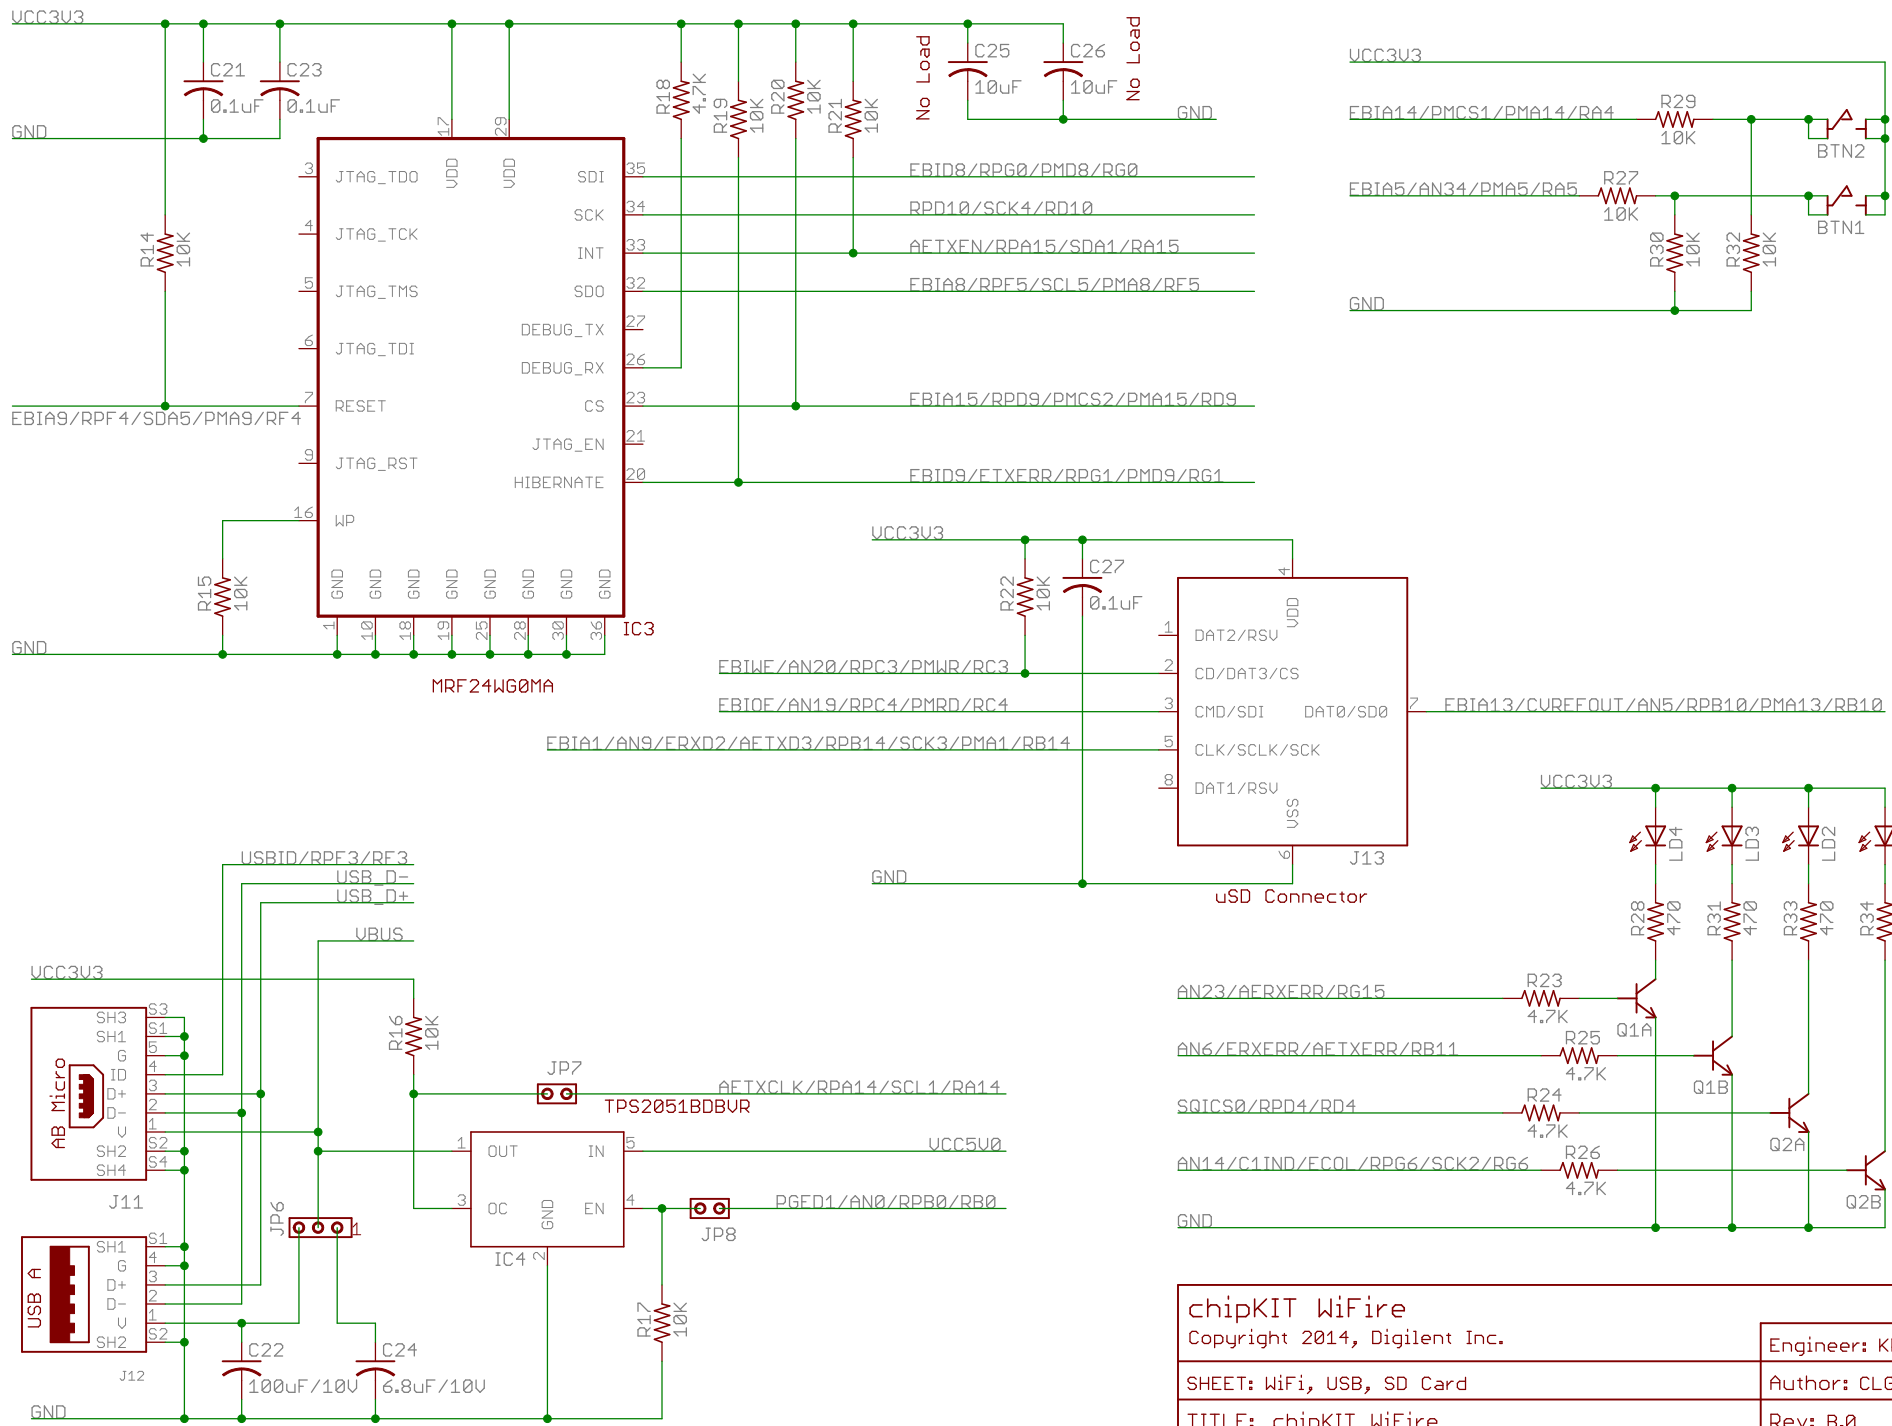 VCC3V3
C21
0.1uF
C23
0.1uF
GND
R14
10K
17
29
VDD
VDD
R18
4.7K
R19
10K
R20
10K
R21
10K
No Load
C25
10uF
C26
10uF
No Load
GND
3 JTAG_TDO
4 JTAG_TCK
5 JTAG_TMS
6 JTAG_TDI
7 RESET
9 JTAG_RST
16 WP
EBIA9/RPF4/SDA5/PMA9/RF4
SDI 35 EBID8/RPG0/PMD8/RG0
SCK 34 RPD10/SCK4/RD10
INT 33 AETXEN/RPA15/SDA1/RA15
SDO 32 EBIA8/RPF5/SCL5/PMA8/RF5
DEBUG_TX 27
DEBUG_RX 26
CS 23 EBIA15/RPD9/PMCS2/PMA15/RD9
JTAG_EN 21
HIBERNATE 20 EBID9/ETXERR/RPG1/PMD9/RG1
R15
10K
GND GND GND GND GND GND GND GND
1 10 18 19 25 28 30 36
IC3
GND
MRF24WG0MA
VCC3V3
EBIA14/PMCS1/PMA14/RA4
R29
10K
BTN2
EBIA5/AN34/PMA5/RA5
R27
10K
BTN1
R30
10K
R32
10K
GND
VCC3V3
R22
10K
C27
0.1uF
4
VDD
1 DAT2/RSV
EBIWE/AN20/RPC3/PMWR/RC3 2 CD/DAT3/CS
EBIOE/AN19/RPC4/PMRD/RC4 3 CMD/SDI
DAT0/SD0 7 EBIA13/CVREFOUT/AN5/RPB10/PMA13/RB10
EBIA1/AN9/ERXD2/AETXD3/RPB14/SCK3/PMA1/RB14 5 CLK/SCLK/SCK
8 DAT1/RSV
VSS
6
J13
GND
uSD Connector
VCC3V3
LD4
LD3
LD2
R28
470
R31
470
R33
470
R34
AN23/AERXERR/RG15
R23
4.7K
Q1A
AN6/ERXERR/AETXERR/RB11
R25
4.7K
Q1B
SQICS0/RPD4/RD4
R24
4.7K
Q2A
AN14/C1IND/ECOL/RPG6/SCK2/RG6
R26
4.7K
Q2B
GND
USBID/RPF3/RF3
USB_D-
USB_D+
VBUS
VCC3V3
AB Micro
SH3 S3
SH1 S1
G 5
ID 4
D+ 3
D- 2
V 1
SH2 S2
SH4 S4
J11
R16
10K
JP7
AETXCLK/RPA14/SCL1/RA14
TPS2051BDBVR
1 OUT
IN 5 VCC5V0
3 OC
GND
EN 4
PGED1/AN0/RPB0/RB0
IC4
2
JP8
JP6
1
USB A
SH1 S1
G 4
D+ 3
D- 2
V 1
SH2 S2
J12
C22
100uF/10V
C24
6.8uF/10V
R17
10K
GND
chipKIT WiFire
Copyright 2014, Digilent Inc.
Engineer:
SHEET: WiFi, USB, SD Card
Author: CLG
TITLE: chipKIT WiFire
Rev: B.0